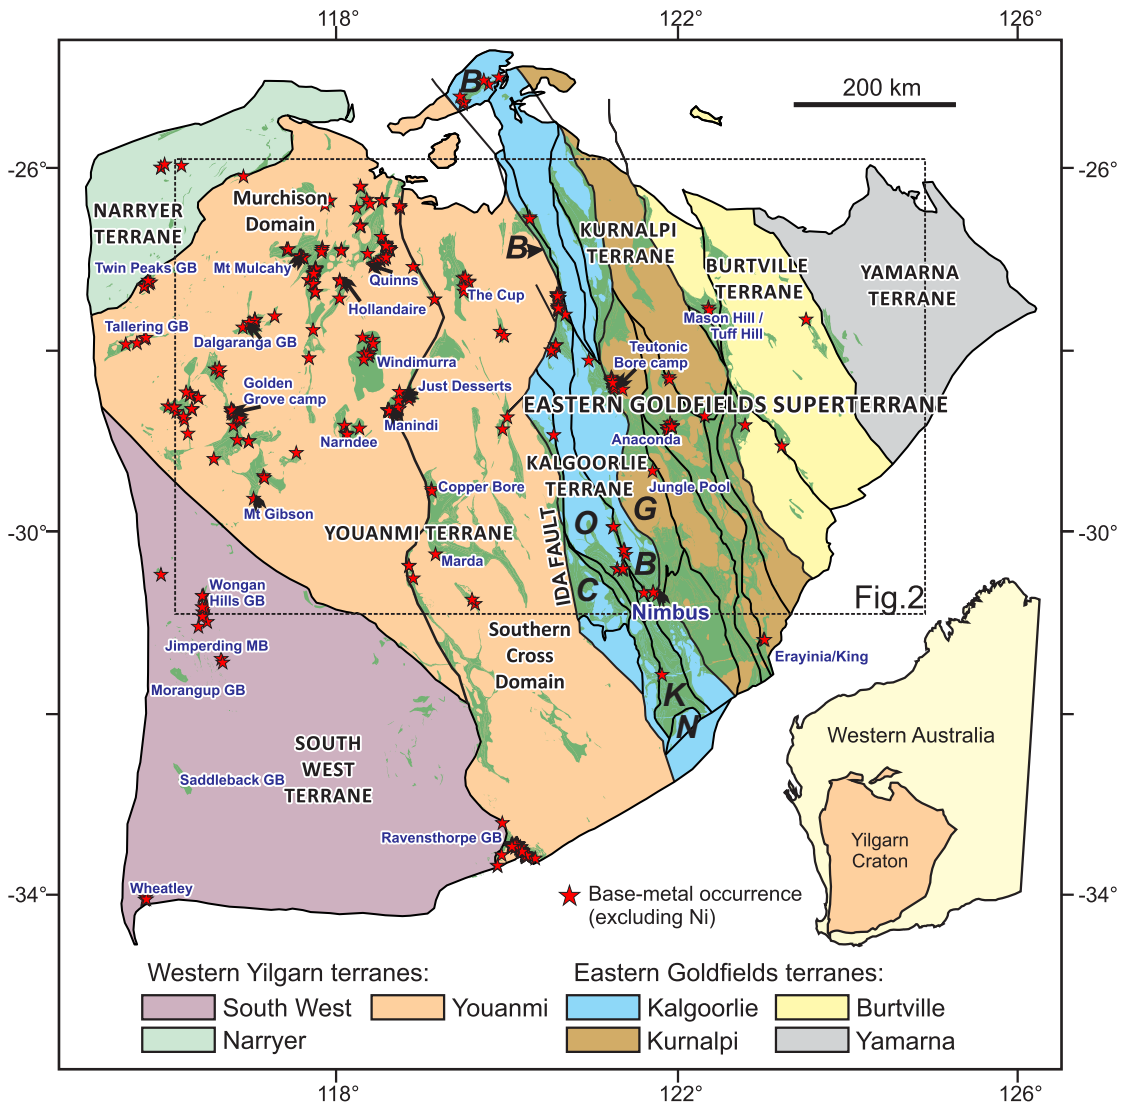 118°
122°
126°
200 km
B
-26°
-26°
NARRYER
TERRANE
Murchison
Domain
KURNALPI
TERRANE
B
BURTVILLE
TERRANE
YAMARNA
TERRANE
Twin Peaks GB
Mt Mulcahy
Quinns
The Cup
Hollandaire
Mason Hill /
Tuff Hill
Tallering GB
Dalgaranga GB
Windimurra
Teutonic
Bore camp
Golden
Grove camp
Just Desserts
EASTERN GOLDFIELDS SUPERTERRANE
Manindi
Narndee
Anaconda
KALGOORLIE
TERRANE
Copper Bore
Jungle Pool
Mt Gibson
G
O
-30°
-30°
YOUANMI TERRANE
IDA FAULT
Marda
B
C
Wongan
Hills GB
Fig.2
Nimbus
Southern
Cross
Domain
Jimperding MB
Erayinia/King
Morangup GB
K
N
SOUTH
WEST
TERRANE
Western Australia
Saddleback GB
Ravensthorpe GB
Yilgarn
Craton
Wheatley
-34°
-34°
Base-metal occurrence
(excluding Ni)
Western Yilgarn terranes:
Eastern Goldfields terranes:
South West
Youanmi
Kalgoorlie
Burtville
Narryer
Kurnalpi
Yamarna
118°
122°
126°